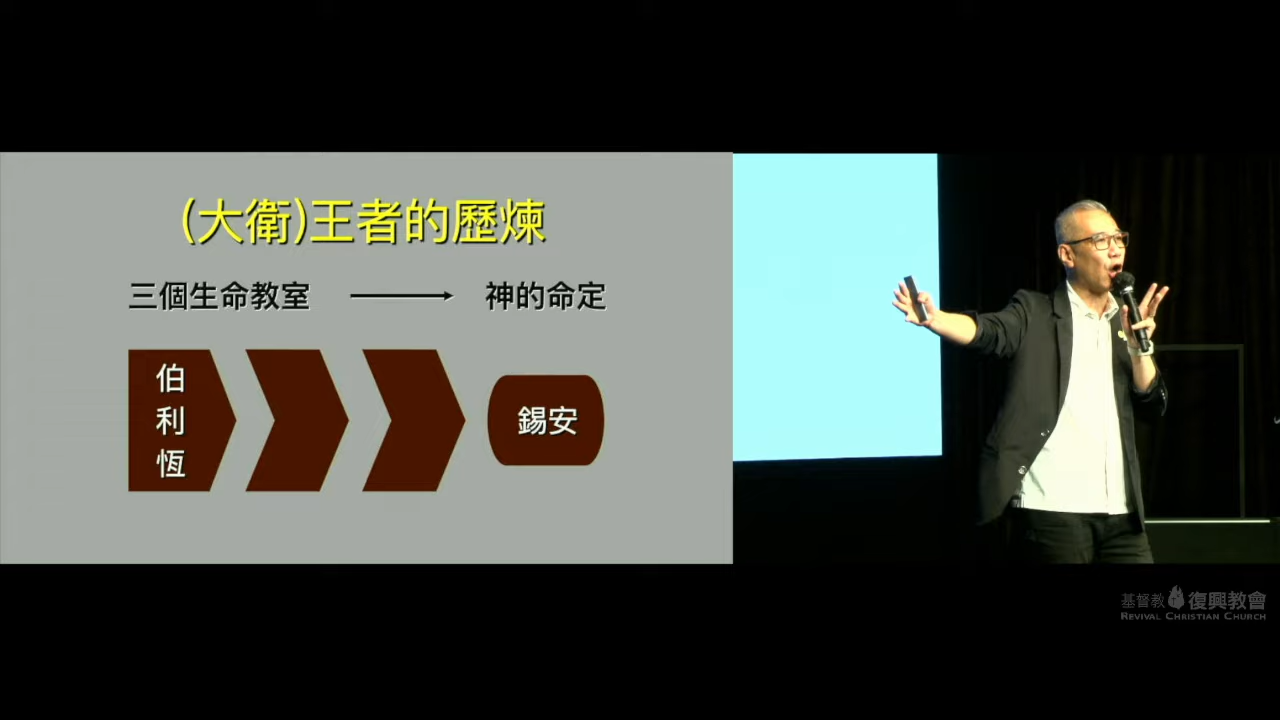 (大衛)王者的歷煉
三個生命教室
神的命定
伯
利
恆
錫安
基督教 復興教會
REVIVAL CHRISTIAN CHURCH